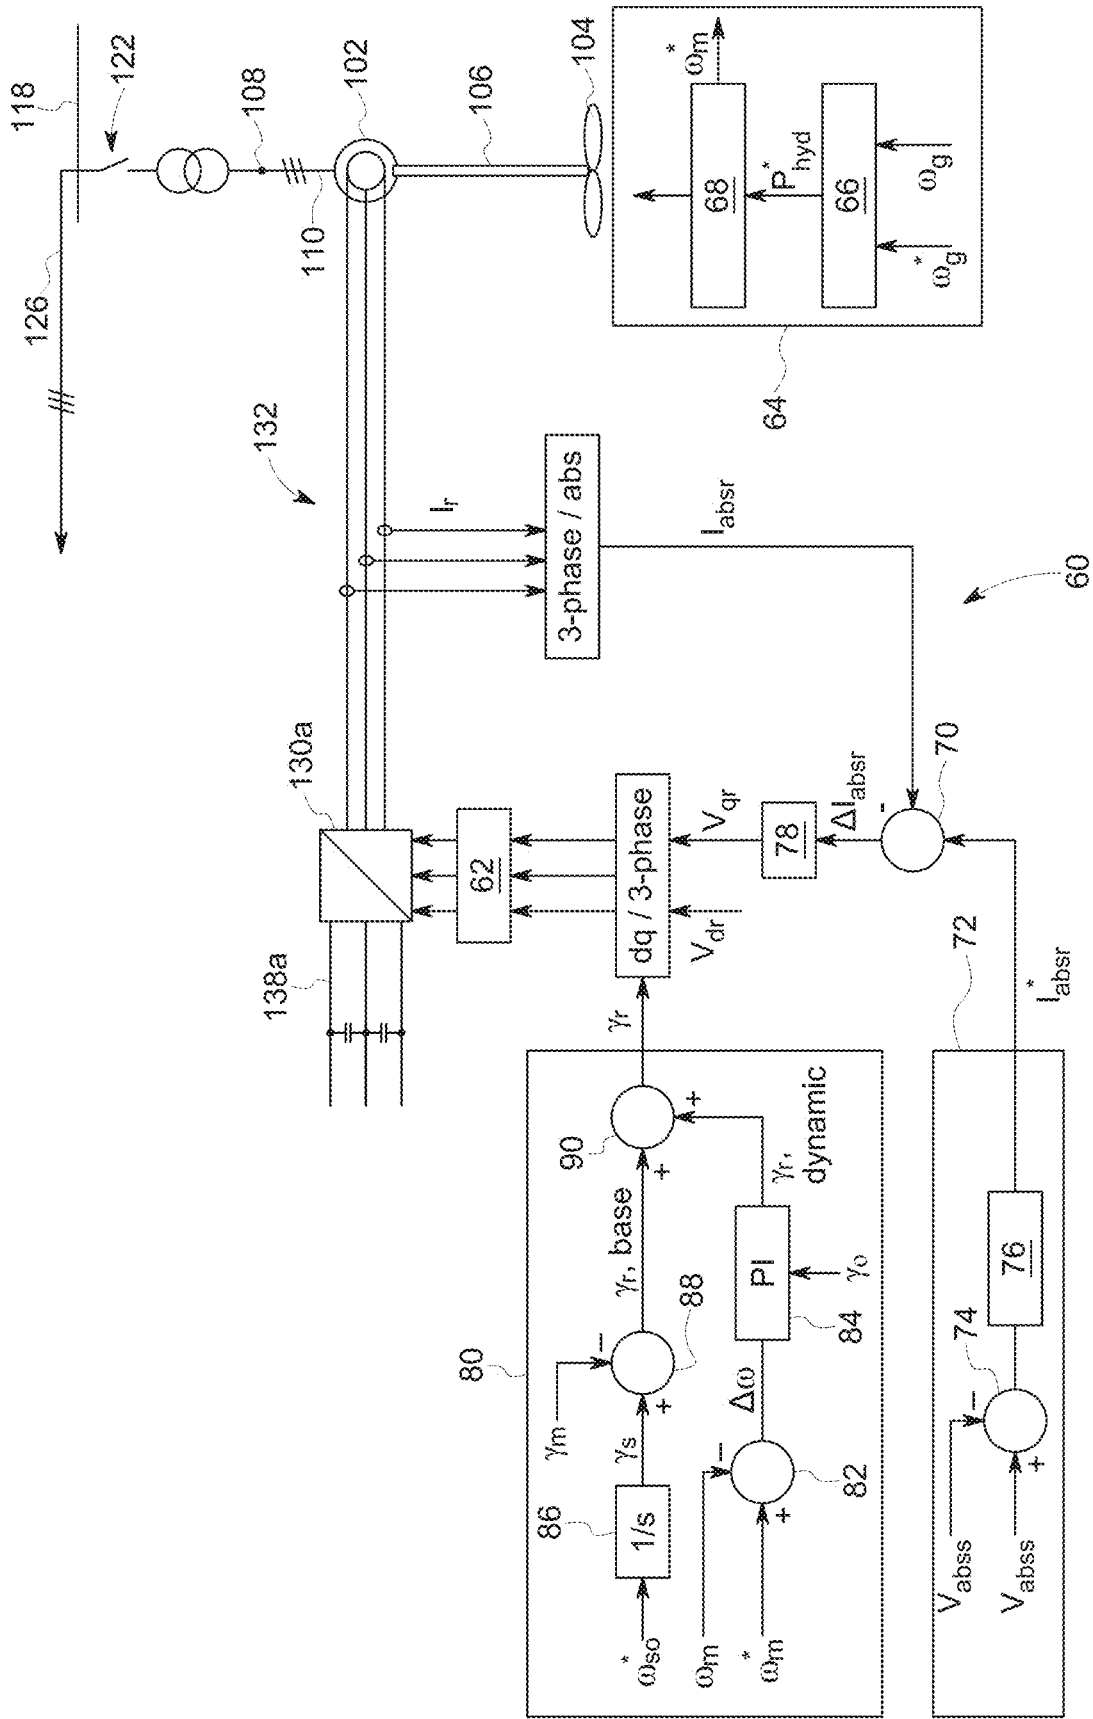 118
122
126
108
102
110
106
104
ω*m
68
P*hyd
66
ω*g
ωg
64
132
Ir
3-phase / abs
Iabsr
60
130a
138a
62
dq / 3-phase
Vdr
Vqr
78
ΔIabsr
-
70
γr
80
90
+
+
γr, base
γr, dynamic
γm
−
88
+
γs
86
1/s
ω*so
PI
84
γo
Δω
−
82
+
ωm
ω*m
72
I*absr
76
74
−
+
Vabss
Vabss